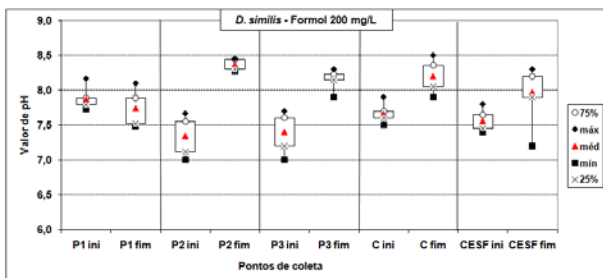 D. similis - Formol 200 mg/L
Valor de pH
9,0
8,5
8,0
7,5
7,0
6,5
6,0
P1 ini P1 fim P2 ini P2 fim P3 ini P3 fim C ini C fim CESF ini CESF fim
Pontos de coleta
75%
máx
méd
mín
25%